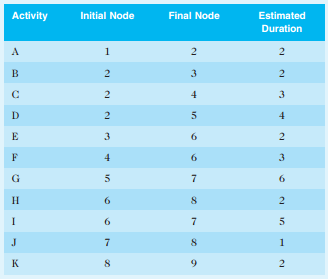 Activity Initial Node Final Node Estimated Duration
A 1 2 2
B 2 3 2
C 2 4 3
D 2 5 4
E 3 6 2
F 4 6 3
G 5 7 6
H 6 8 2
I 6 7 5
J 7 8 1
K 8 9 2